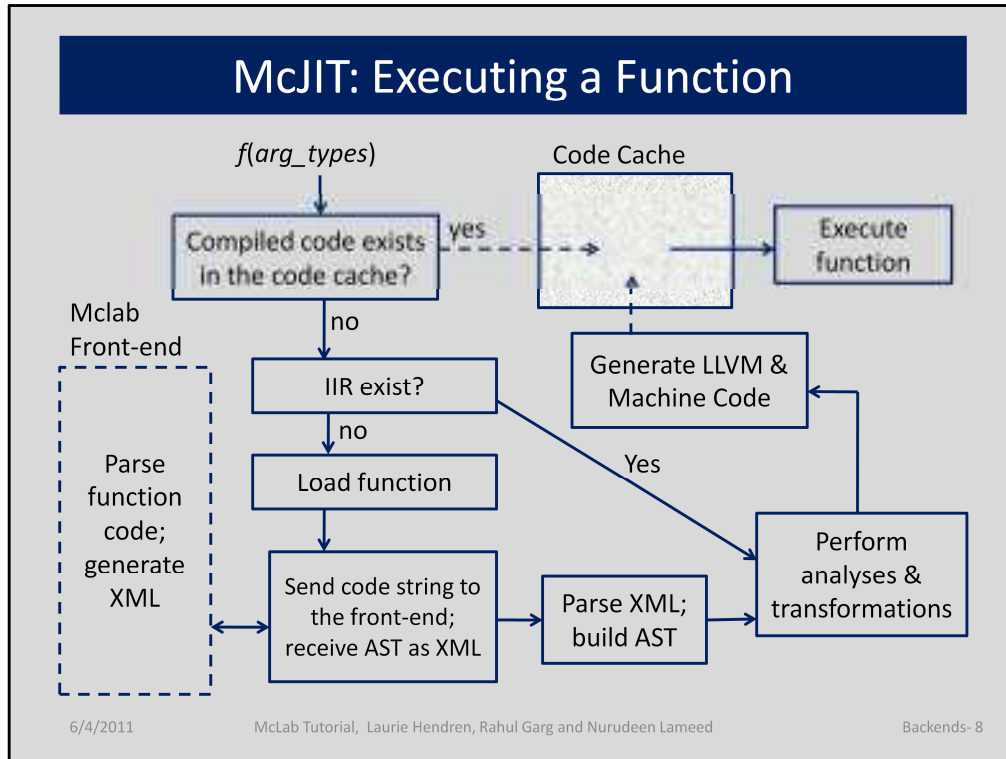 McJIT: Executing a Function
f(arg_types)
Code Cache
Compiled code exists
in the code cache?
yes
Execute
function
no
Mclab
Front-end
IIR exist?
Generate LLVM &
Machine Code
no
Yes
Load function
Parse
function
code;
generate
XML
Send code string to
the front-end;
receive AST as XML
Parse XML;
build AST
Perform
analyses &
transformations
6/4/2011
McLab Tutorial, Laurie Hendren, Rahul Garg and Nurudeen Lameed
Backends- 8